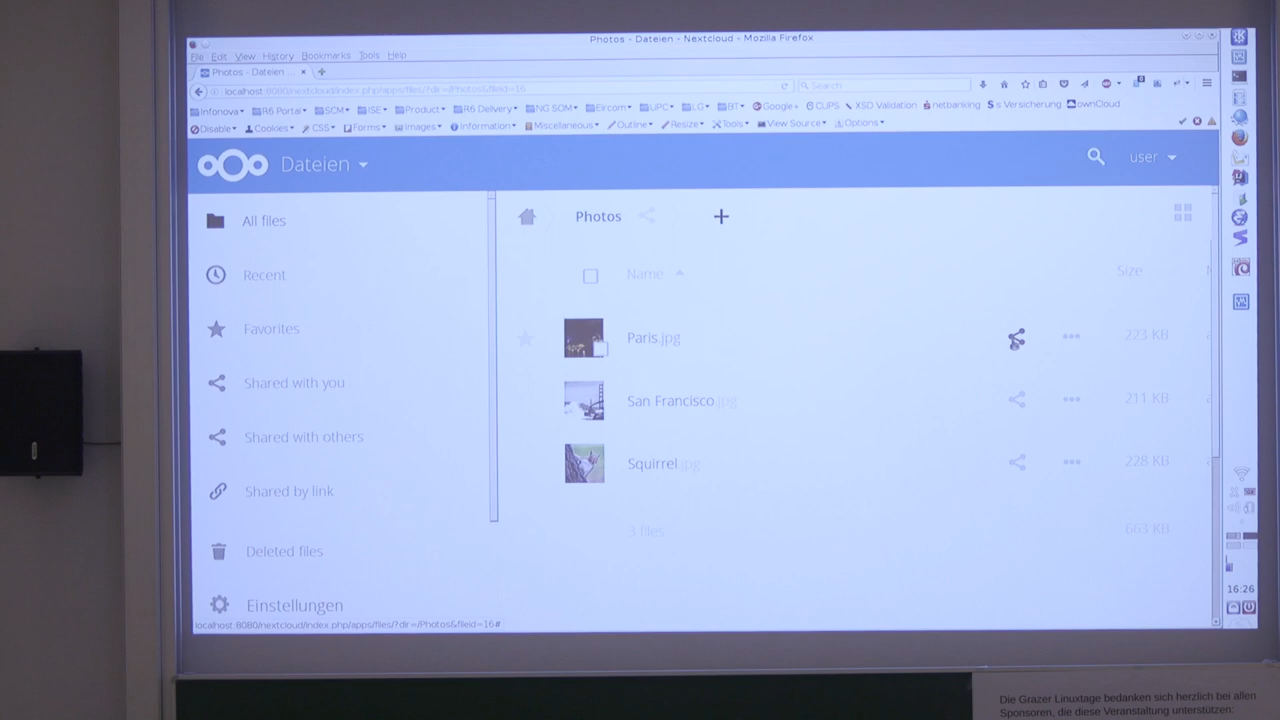 Photos - Dateien - Nextcloud - Mozilla Firefox
File Edit View History Bookmarks Tools Help
Photos - Dateien ... × +
localhost:8080/nextcloud/index.php/apps/files/?dir=/Photos&fileid=16 Search
Infonova R6 Portal SCM ISE Product R6 Delivery NG SOM Eircom UPC LG BT Google+ CUPS XSD Validation netbanking s Versicherung ownCloud
Disable Cookies CSS Forms Images Information Miscellaneous Outline Resize Tools View Source Options
Dateien user
All files
Recent
Favorites
Shared with you
Shared with others
Shared by link
Deleted files
Einstellungen
Photos +
Name Size
Paris.jpg 223 KB
San Francisco.jpg 211 KB
Squirrel.jpg 228 KB
3 files 663 KB
localhost:8080/nextcloud/index.php/apps/files/?dir=/Photos&fileid=16#
16:26
Die Grazer Linuxtage bedanken sich herzlich bei allen
Sponsoren, die diese Veranstaltung unterstützen: